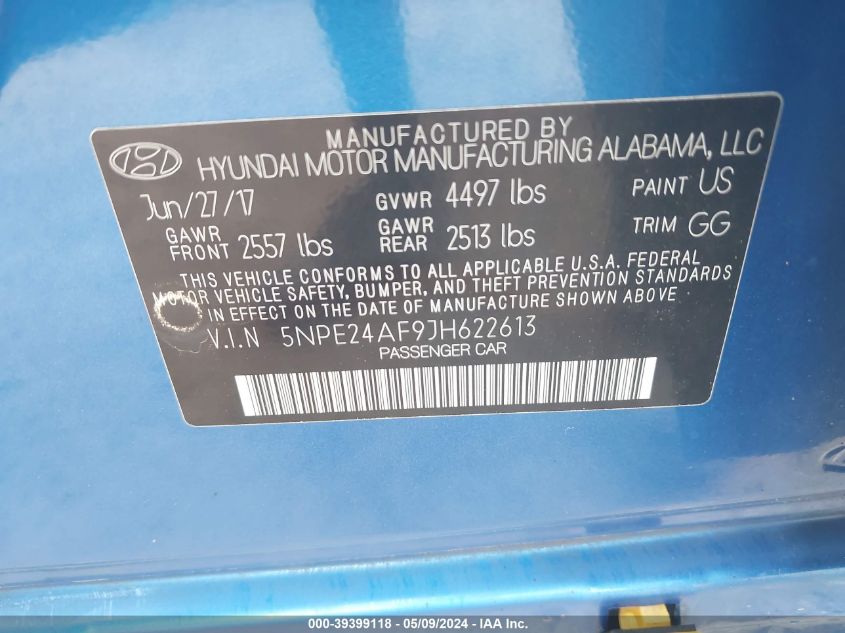 MANUFACTURED BY
HYUNDAI MOTOR MANUFACTURING ALABAMA, LLC
Jun/27/17 GVWR 4497 lbs PAINT US
GAWR FRONT 2557 lbs GAWR REAR 2513 lbs TRIM GG
THIS VEHICLE CONFORMS TO ALL APPLICABLE U.S.A. FEDERAL
MOTOR VEHICLE SAFETY, BUMPER, AND THEFT PREVENTION STANDARDS
IN EFFECT ON THE DATE OF MANUFACTURE SHOWN ABOVE
V.I.N 5NPE24AF9JH622613
PASSENGER CAR
000-39399118 - 05/09/2024 - IAA Inc.